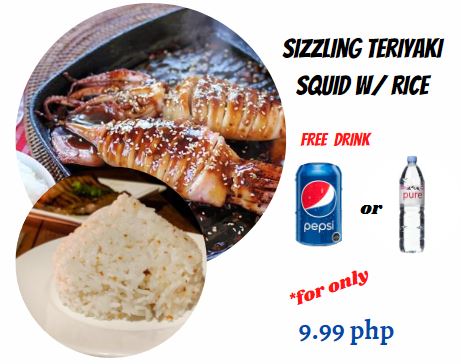 SIZZLING TERIYAKI
SQUID W/ RICE
FREE DRINK
pepsi
or
pure
*for only
9.99 php